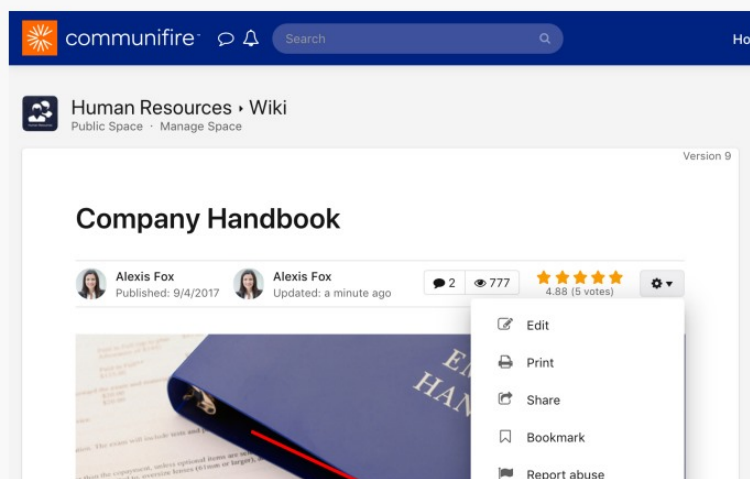 communifire
Search
Ho
Human Resources › Wiki
Public Space · Manage Space
Version 9
Company Handbook
Alexis Fox
Published: 9/4/2017
Alexis Fox
Updated: a minute ago
2
777
4.88 (5 votes)
Edit
Print
Share
Bookmark
Report abuse
HAN